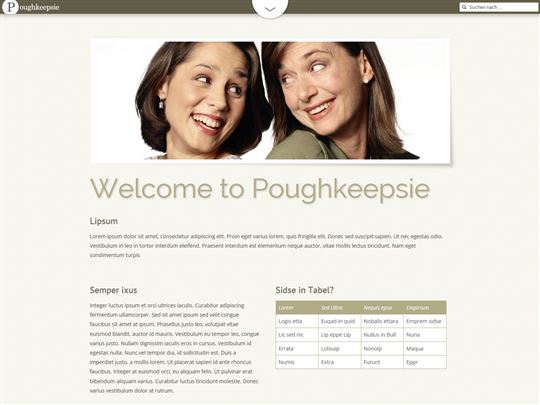 Poughkeepsie
Suchen nach ...
Welcome to Poughkeepsie
Lipsum
Lorem ipsum dolor sit amet, consectetur adipiscing elit. Proin eget varius lorem, quis fringilla elit. Donec sed suscipit sapien. Ut nec egestas odio.
Vestibulum in leo in tortor interdum eleifend. Praesent interdum est elementum neque auctor, vitae mollis lectus tincidunt. Nam eget
condimentum turpis
Semper ixus
Integer luctus ipsum et orci ultrices iaculis. Curabitur adipiscing
fermentum ullamcorper. Sed sit amet ipsum sed velit congue
faucibus sit amet at ipsum. Phasellus justo leo, volutpat vitae
euismod blandit, auctor id mauris. Vestibulum eu tempor leo, congue
varius justo. Nullam dignissim iaculis eros in cursus. Vestibulum id
egestas nulla. Nunc vel tempor dui, id sollicitudin est. Duis a
imperdiet justo, a mollis lorem. Ut placerat sapien id ante rhoncus
faucibus. Integer at euismod orci, eu aliquam felis. Ut pulvinar erat
bibendum aliquam varius. Curabitur luctus tincidunt molestie. Donec
varius vestibulum dolor at rutrum.
Sidse in Tabel?
Lorem Sed Ultra Nequis epse Empirium
Logis etta Euqad in quid Nobalis ettara Emprem sidse
Lic sed nic Lip eppe Lip Nullus in Bull Nuna
Errata Lolouip Nonoip Maqua
Numis Extra Furunt Eppr